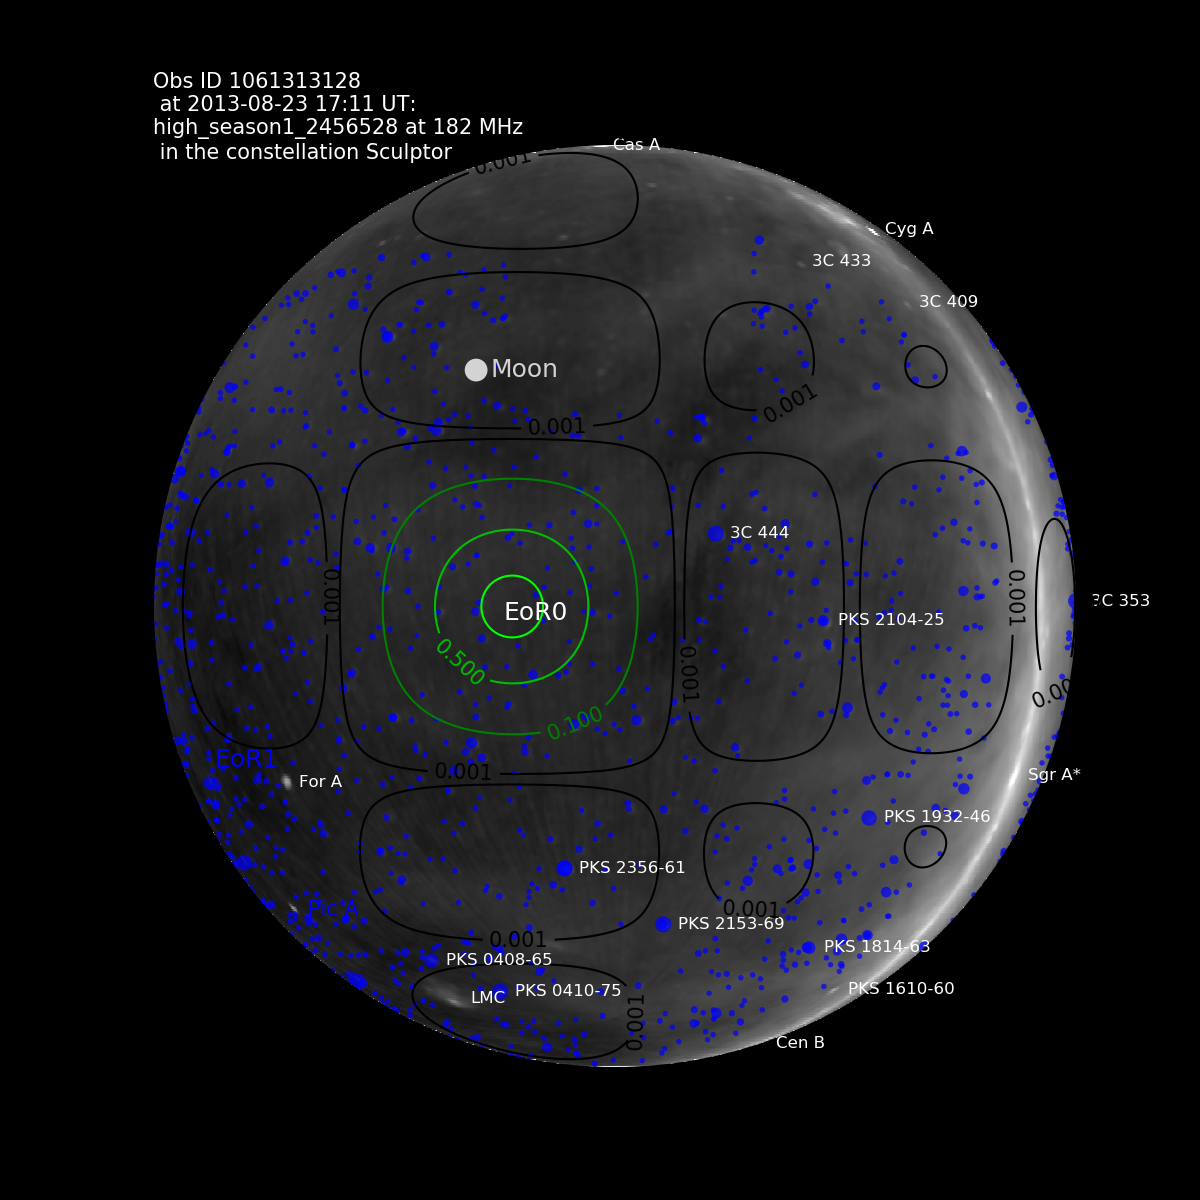 Obs ID 1061313128
at 2013-08-23 17:11 UT:
high_season1_2456528 at 182 MHz
in the constellation Sculptor
Cas A
0.001
Cyg A
3C 433
3C 409
Moon
0.001
0.001
3C 444
0.001
0.001
3C 353
EoR0
PKS 2104-25
0.500
0.001
0.00
0.100
EoR1
0.001
For A
Sgr A*
PKS 1932-46
PKS 2356-61
Pic A
0.001
PKS 2153-69
0.001
PKS 1814-63
PKS 0408-65
PKS 0410-75
LMC
PKS 1610-60
0.001
Cen B